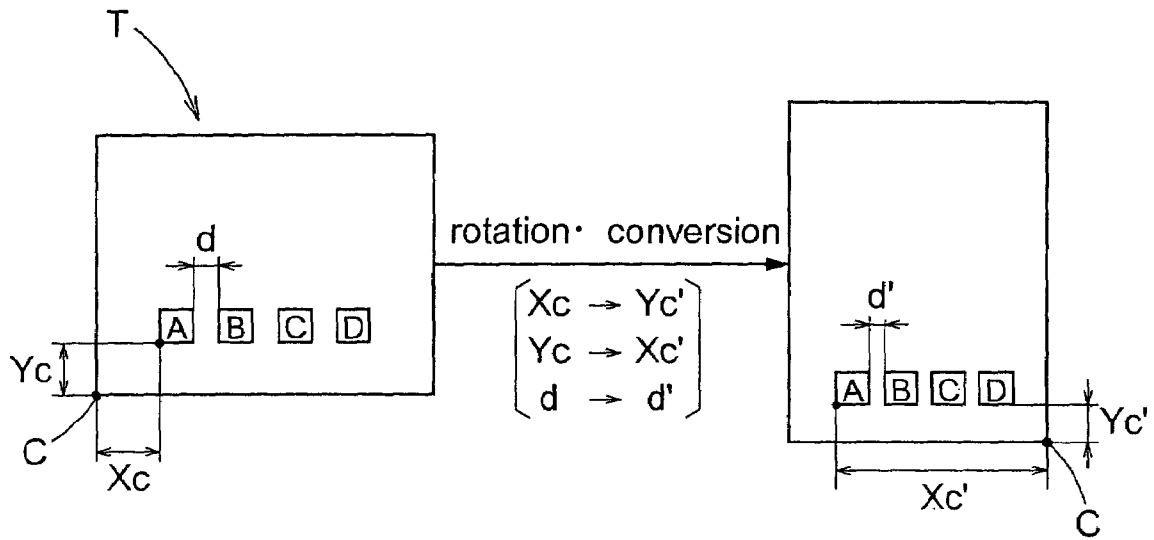 T
d
A B C D
Yc
C
Xc
rotation· conversion
Xc → Yc'
Yc → Xc'
d → d'
d'
A B C D
Yc'
Xc'
C